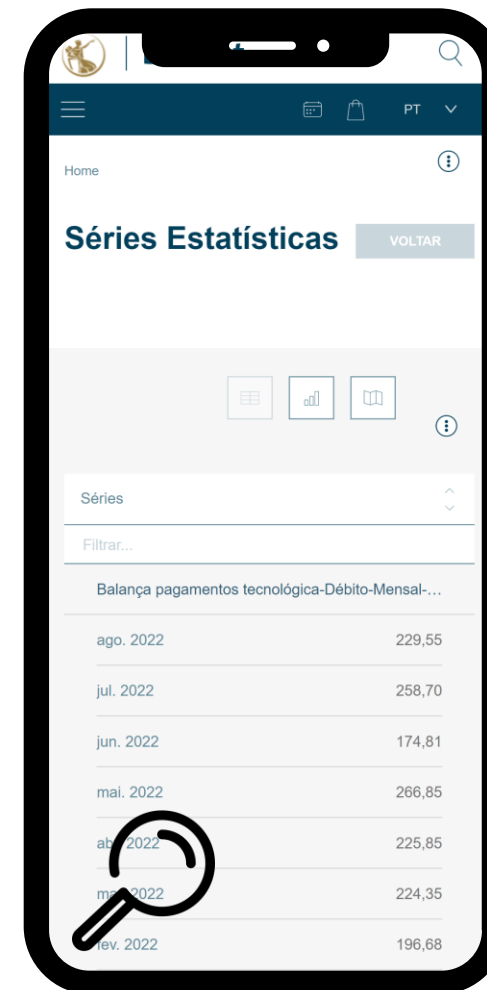 PT
Home
Séries Estatísticas
VOLTAR
Séries
Filtrar...
Balança pagamentos tecnológica-Débito-Mensal-...
ago. 2022 229,55
jul. 2022 258,70
jun. 2022 174,81
mai. 2022 266,85
2022 225,85
2022 224,35
fev. 2022 196,68